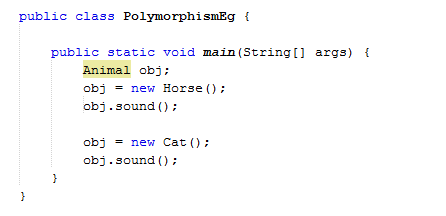 public class PolymorphismEg {
public static void main(String[] args) {
Animal obj;
obj = new Horse();
obj.sound();
obj = new Cat();
obj.sound();
}
}